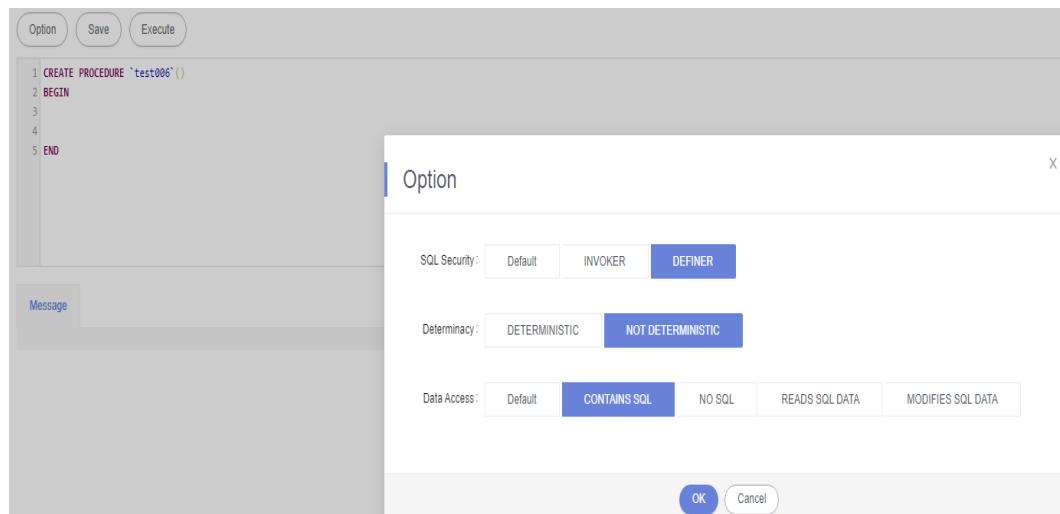 Option Save Execute
1 CREATE PROCEDURE `test006`()
2 BEGIN
3
4
5 END
Message
Option X
SQL Security: Default INVOKER DEFINER
Determinacy: DETERMINISTIC NOT DETERMINISTIC
Data Access: Default CONTAINS SQL NO SQL READS SQL DATA MODIFIES SQL DATA
OK Cancel